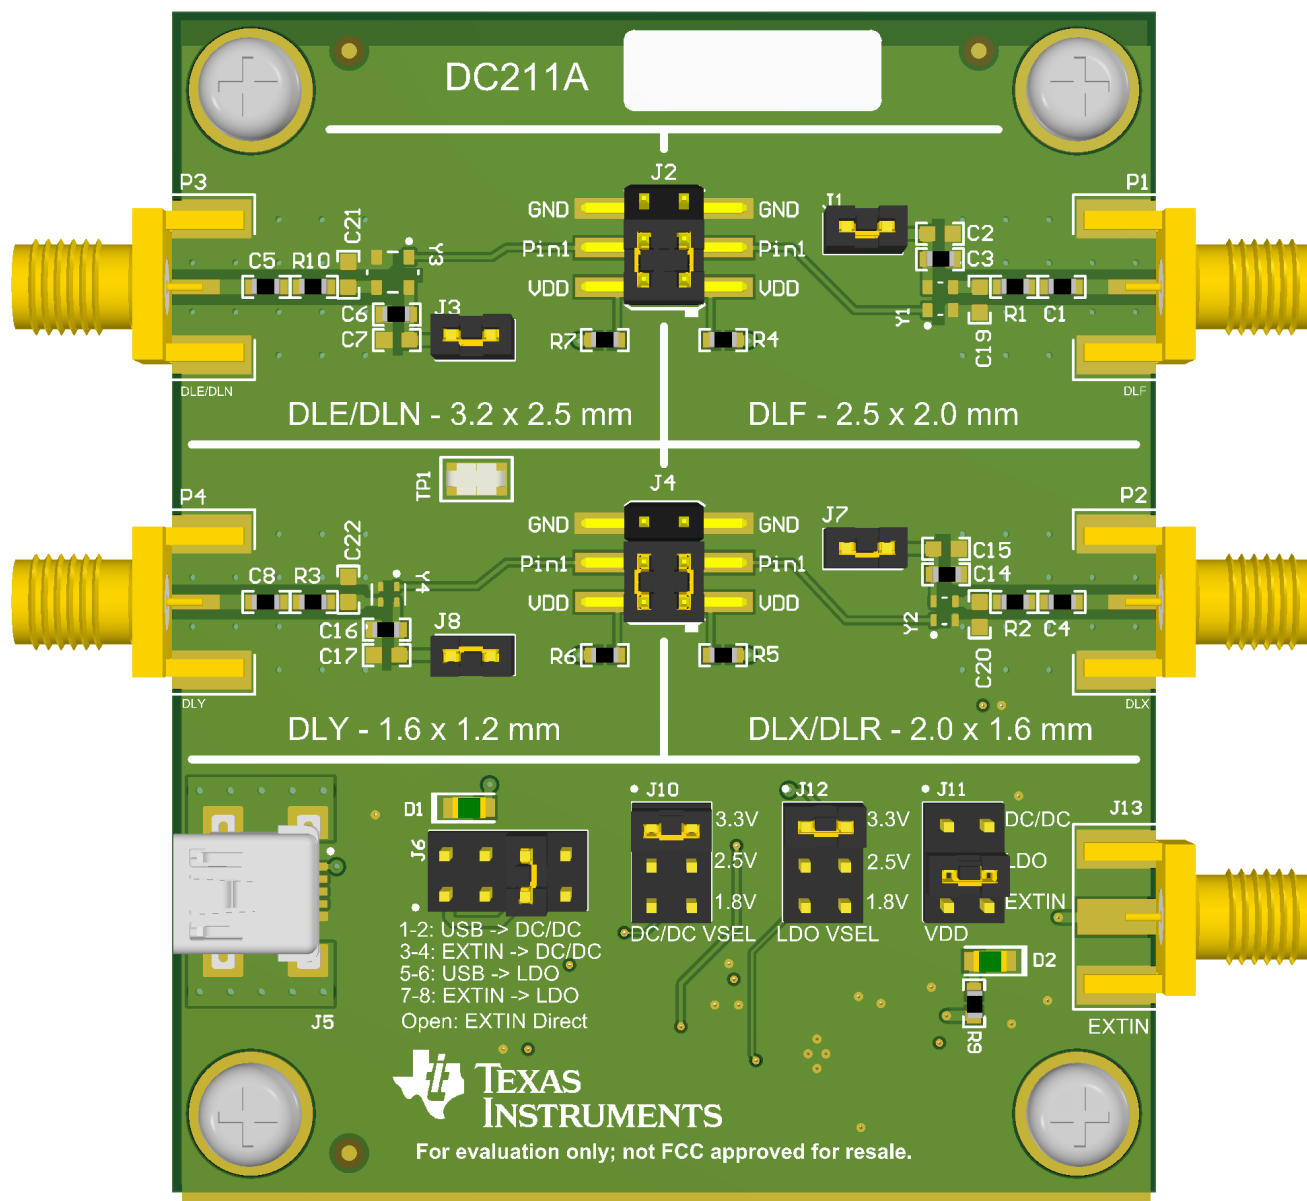 DC211A
J2
P3
P1
C21
J1
GND
GND
Y3
C2
Pin1
Pin1
C3
C5
R10
VDD
VDD
J3
C6
Y1
R1
C1
C7
R7
R4
C19
DLE/DLN
DLF
DLE/DLN - 3.2 x 2.5 mm
DLF - 2.5 x 2.0 mm
TP1
J4
P4
P2
C22
J7
GND
GND
C15
Pin1
Pin1
C14
C8
R3
Y4
VDD
VDD
J8
C16
Y2
R2
C4
C17
R6
R5
C20
DLY
DLX
DLY - 1.6 x 1.2 mm
DLX/DLR - 2.0 x 1.6 mm
J10
J12
J11
D1
J13
3.3V
3.3V
DC/DC
J6
2.5V
2.5V
LDO
1.8V
1.8V
EXTIN
DC/DC VSEL
LDO VSEL
VDD
1-2: USB -> DC/DC
3-4: EXTIN -> DC/DC
5-6: USB -> LDO
7-8: EXTIN -> LDO
Open: EXTIN Direct
D2
J5
R9
EXTIN
TEXAS
INSTRUMENTS
For evaluation only; not FCC approved for resale.